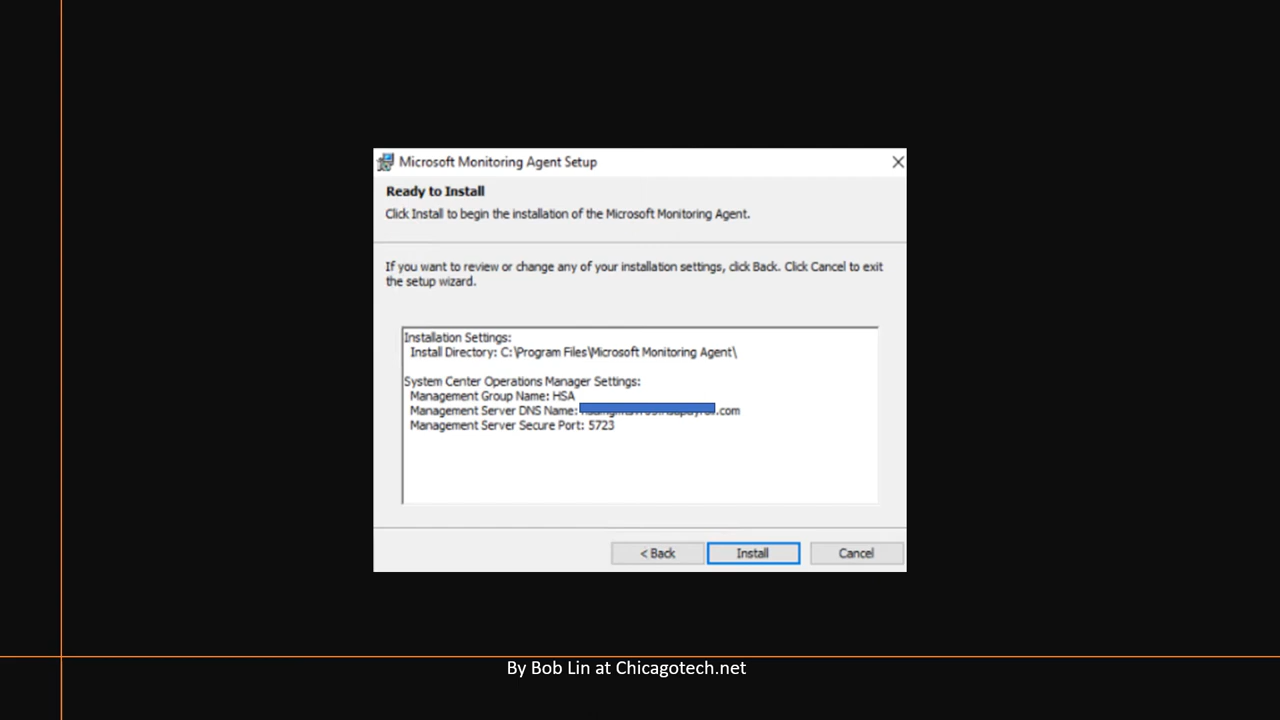 Microsoft Monitoring Agent Setup
Ready to Install
Click Install to begin the installation of the Microsoft Monitoring Agent.
If you want to review or change any of your installation settings, click Back. Click Cancel to exit
the setup wizard.
Installation Settings:
Install Directory: C:\Program Files\Microsoft Monitoring Agent\
System Center Operations Manager Settings:
Management Group Name: HSA
Management Server DNS Name: .com
Management Server Secure Port: 5723
< Back
Install
Cancel
By Bob Lin at Chicagotech.net